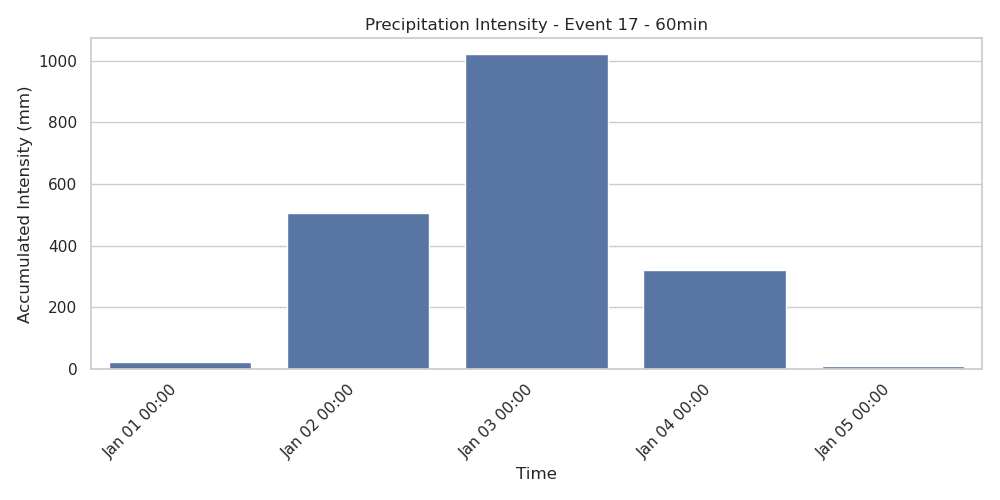 Precipitation Intensity - Event 17 - 60min
Accumulated Intensity (mm)
1000
800
600
400
200
0
Jan 01 00:00
Jan 02 00:00
Jan 03 00:00
Jan 04 00:00
Jan 05 00:00
Time